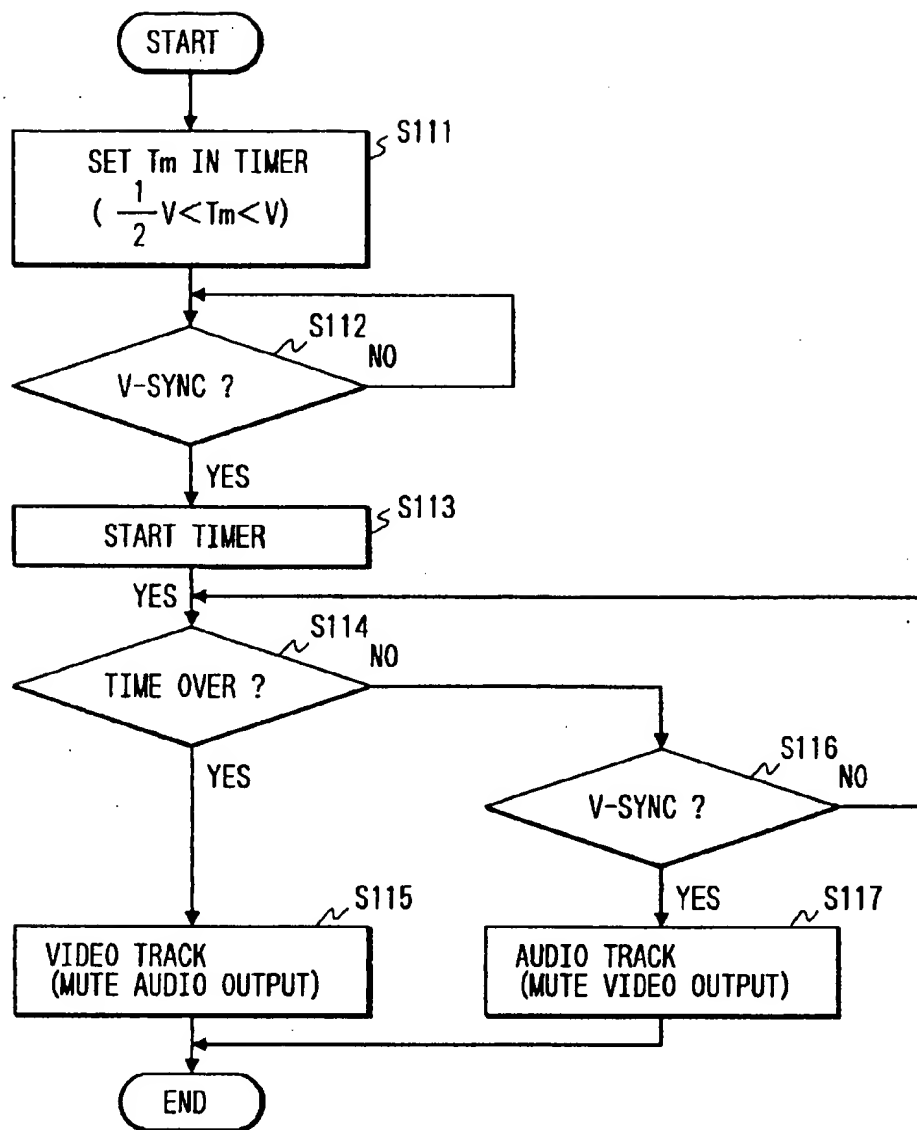 START
S111
SET Tm IN TIMER
( 1/2 V<Tm<V)
S112
NO
V-SYNC ?
YES
S113
START TIMER
YES
S114
NO
TIME OVER ?
YES
S116
NO
V-SYNC ?
YES
S115
VIDEO TRACK
(MUTE AUDIO OUTPUT)
S117
AUDIO TRACK
(MUTE VIDEO OUTPUT)
END